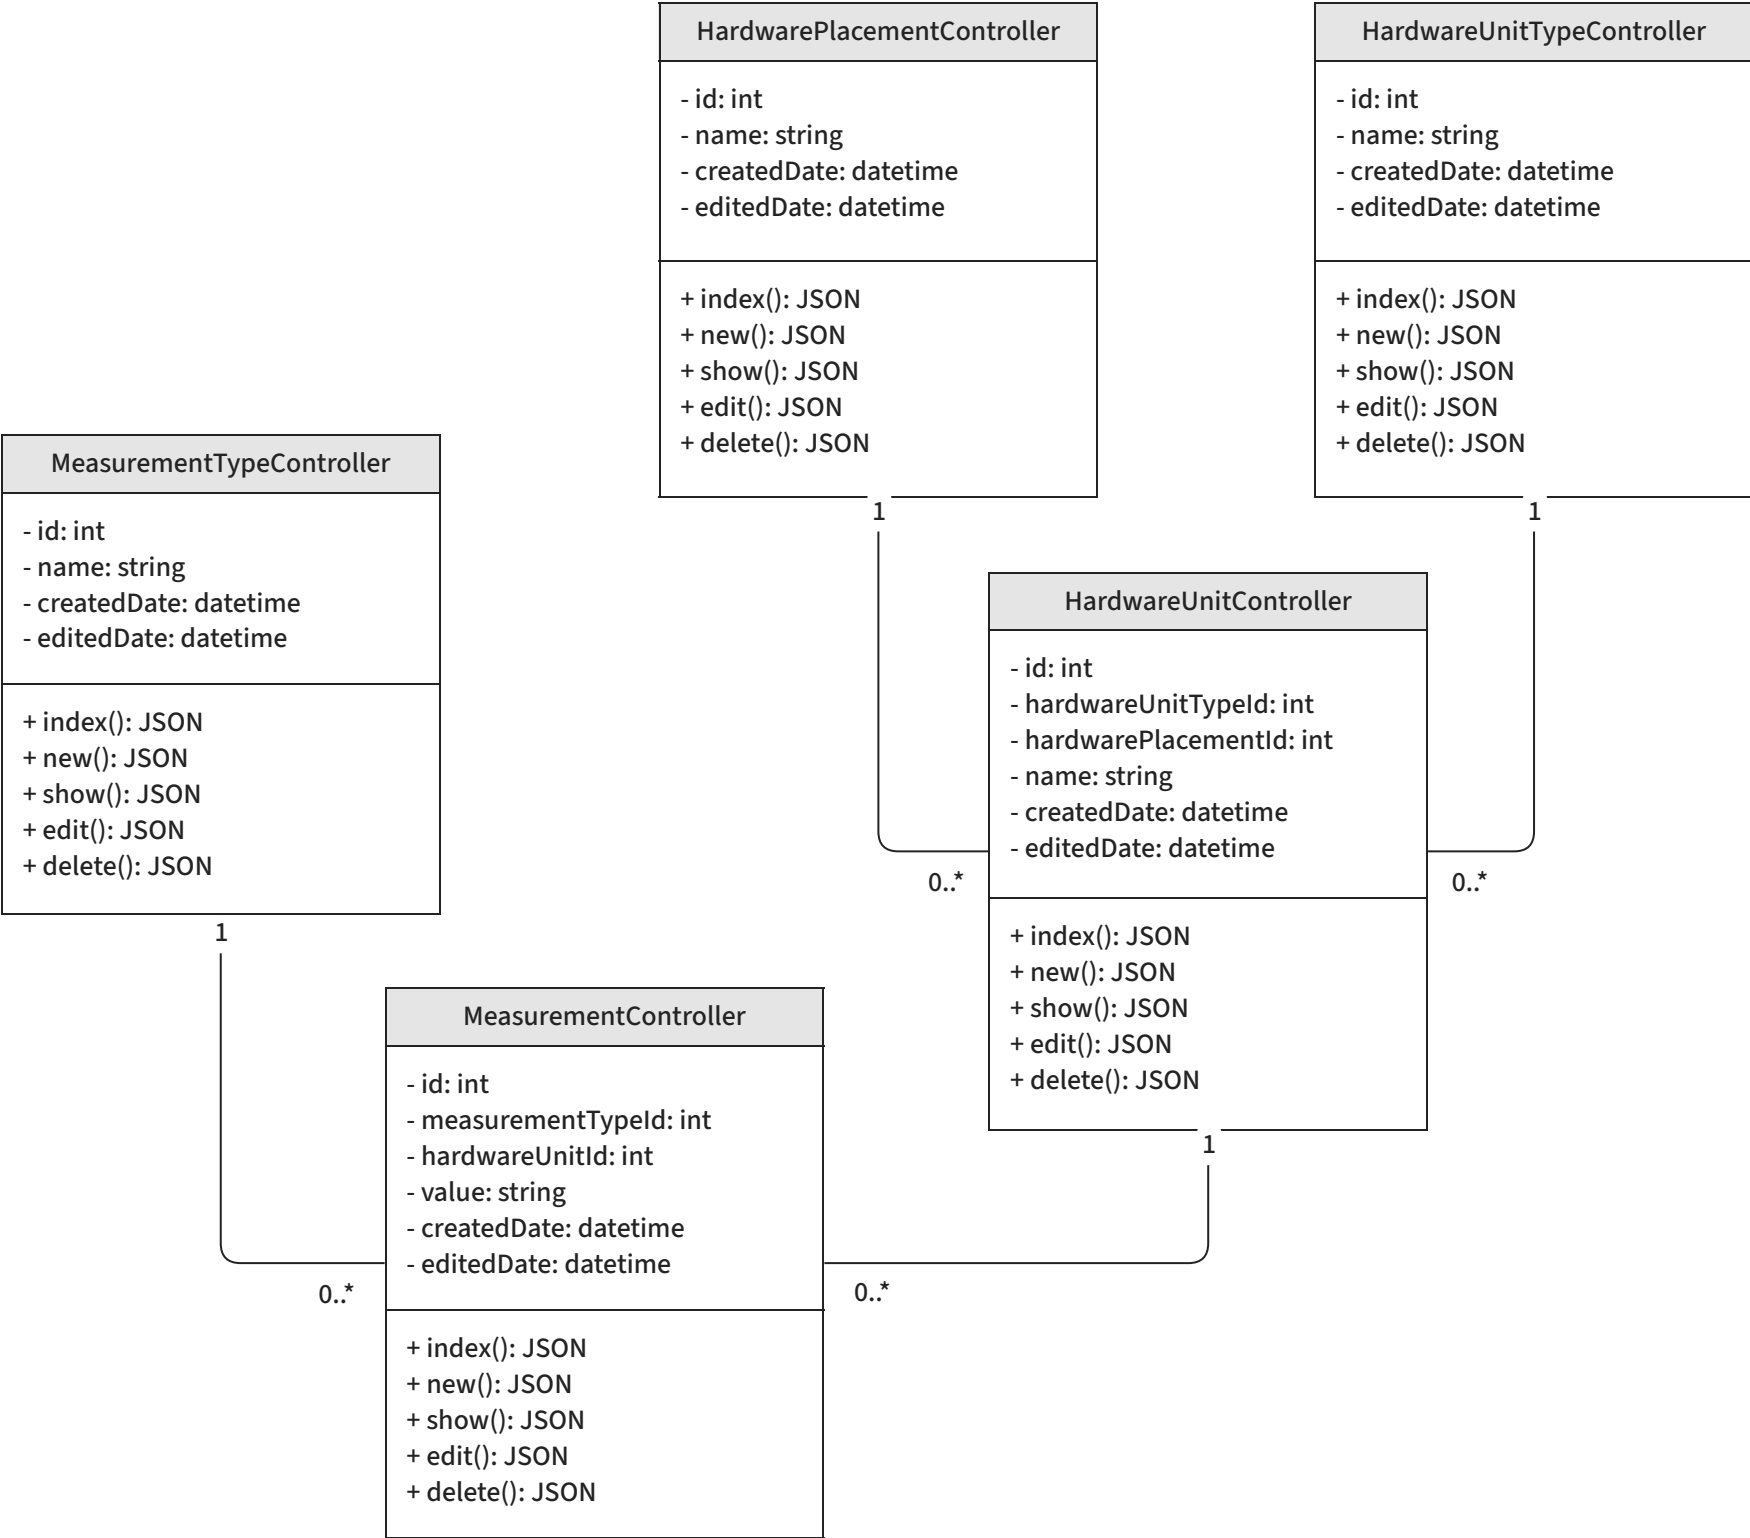 HardwarePlacementController
- id: int
- name: string
- createdDate: datetime
- editedDate: datetime
+ index(): JSON
+ new(): JSON
+ show(): JSON
+ edit(): JSON
+ delete(): JSON
1
HardwareUnitTypeController
- id: int
- name: string
- createdDate: datetime
- editedDate: datetime
+ index(): JSON
+ new(): JSON
+ show(): JSON
+ edit(): JSON
+ delete(): JSON
1
MeasurementTypeController
- id: int
- name: string
- createdDate: datetime
- editedDate: datetime
+ index(): JSON
+ new(): JSON
+ show(): JSON
+ edit(): JSON
+ delete(): JSON
1
HardwareUnitController
- id: int
- hardwareUnitTypeId: int
- hardwarePlacementId: int
- name: string
- createdDate: datetime
- editedDate: datetime
0..*
0..*
+ index(): JSON
+ new(): JSON
+ show(): JSON
+ edit(): JSON
+ delete(): JSON
1
MeasurementController
- id: int
- measurementTypeId: int
- hardwareUnitId: int
- value: string
- createdDate: datetime
- editedDate: datetime
0..*
0..*
+ index(): JSON
+ new(): JSON
+ show(): JSON
+ edit(): JSON
+ delete(): JSON